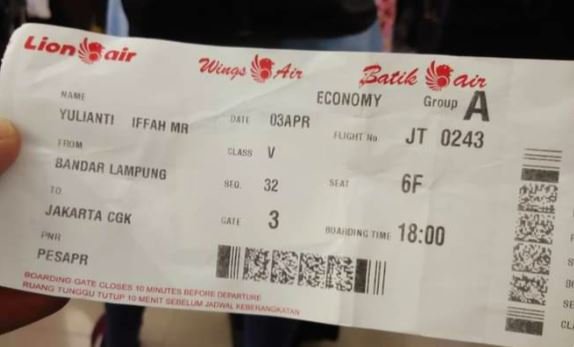 Lion air Wings Air Batik air
ECONOMY Group A
NAME
YULIANTI IFFAH MR DATE 03APR FLIGHT No JT 0243
FROM
BANDAR LAMPUNG CLASS V
SEQ. 32 SEAT 6F
TO
JAKARTA CGK GATE 3 BOARDING TIME 18:00
PNR
PESAPR
BOARDING GATE CLOSES 10 MINUTES BEFORE DEPARTURE
RUANG TUNGGU TUTUP 10 MENIT SEBELUM JADWAL KEBERANGKATAN